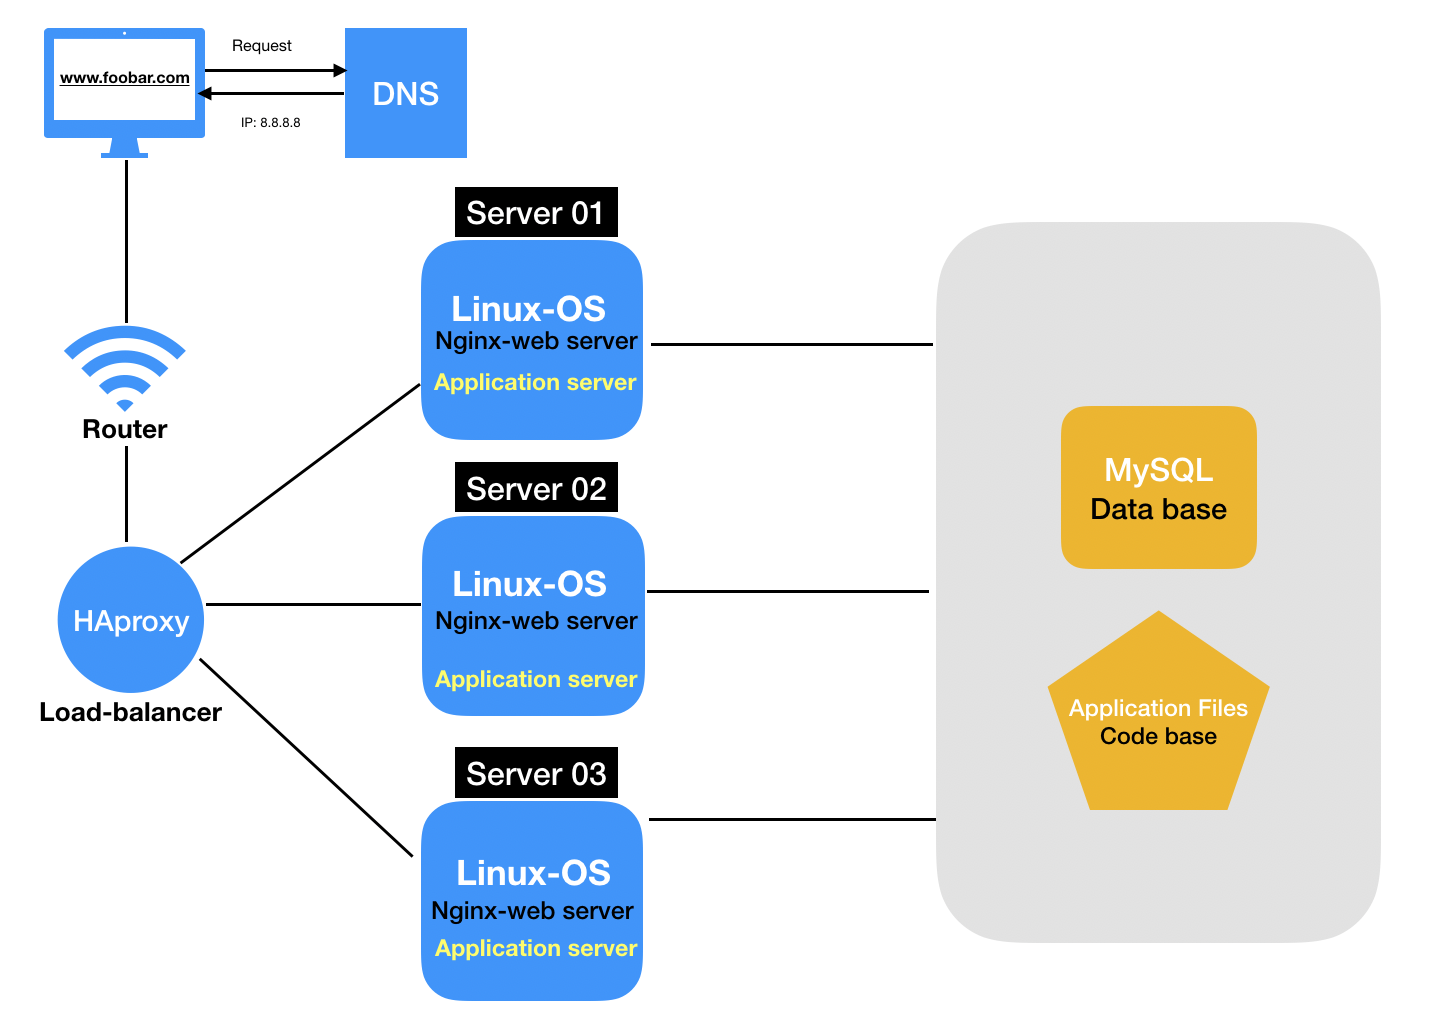 www.foobar.com
Request
IP: 8.8.8.8
DNS
Server 01
Linux-OS
Nginx-web server
Application server
Router
Server 02
Linux-OS
Nginx-web server
Application server
HAproxy
Load-balancer
Server 03
Linux-OS
Nginx-web server
Application server
MySQL
Data base
Application Files
Code base